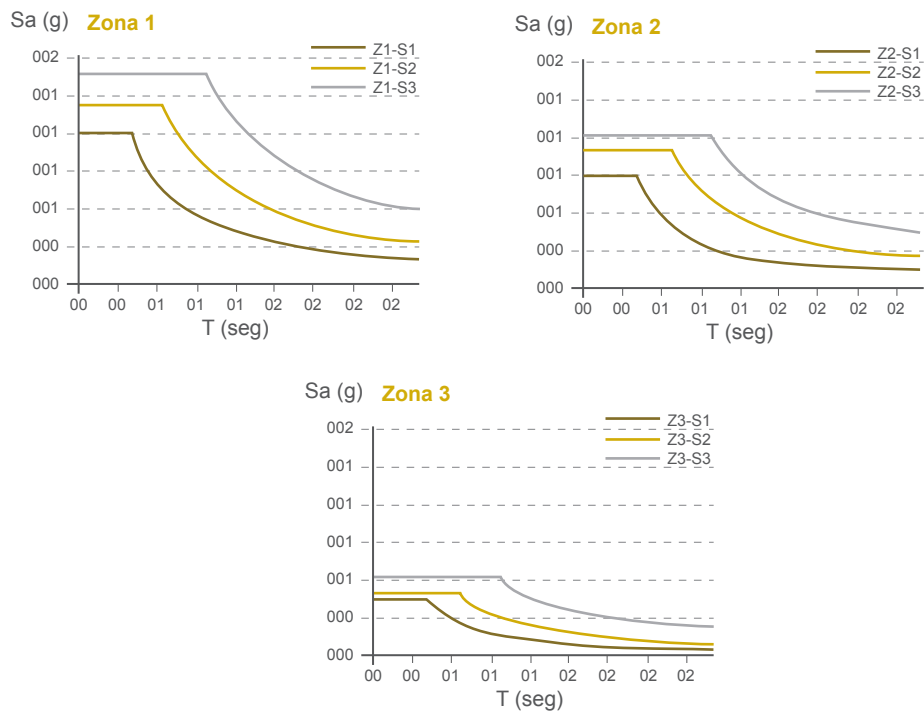 Sa (g) Zona 1
Z1-S1
Z1-S2
Z1-S3
002
001
001
001
001
000
000
00 00 01 01 01 02 02 02 02
T (seg)
Sa (g) Zona 2
Z2-S1
Z2-S2
Z2-S3
002
001
001
001
001
000
000
00 00 01 01 01 02 02 02
T (seg)
Sa (g) Zona 3
Z3-S1
Z3-S2
Z3-S3
002
001
001
001
001
000
000
00 00 01 01 01 02 02 02 02
T (seg)